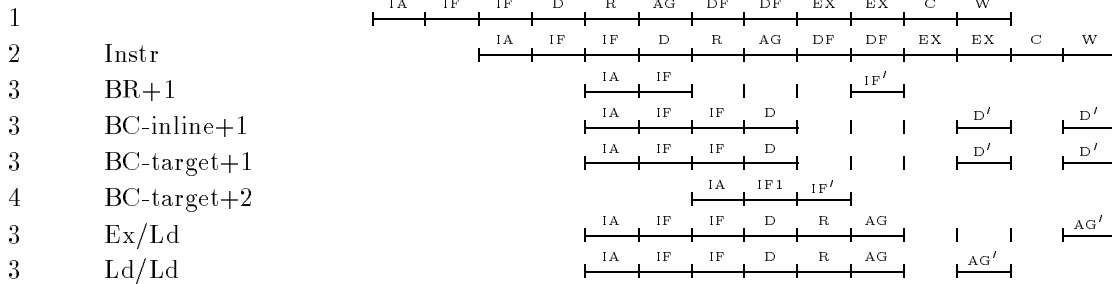 1 IA IF IF D R AG DF DF EX EX C W
2 Instr IA IF IF D R AG DF DF EX EX C W
3 BR+1 IA IF IF′
3 BC-inline+1 IA IF IF D D′ D′
3 BC-target+1 IA IF IF D D′ D′
4 BC-target+2 IA IF1 IF′
3 Ex/Ld IA IF IF D R AG AG′
3 Ld/Ld IA IF IF D R AG AG′